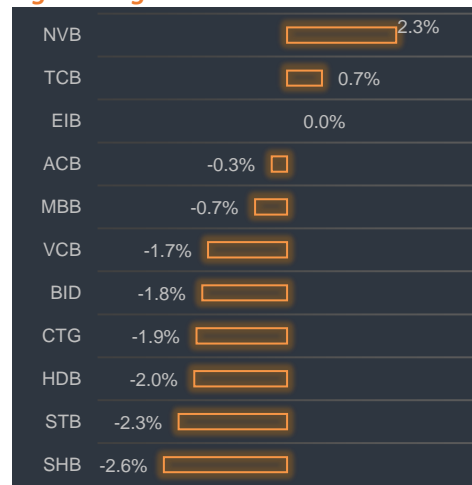 NVB 2.3%
TCB 0.7%
EIB 0.0%
ACB -0.3%
MBB -0.7%
VCB -1.7%
BID -1.8%
CTG -1.9%
HDB -2.0%
STB -2.3%
SHB -2.6%